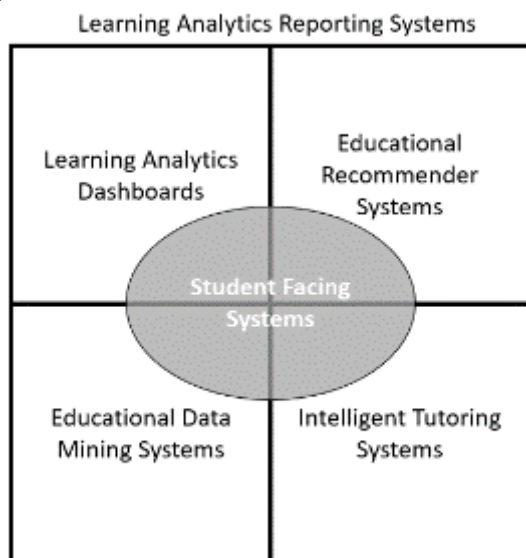 Learning Analytics Reporting Systems
Learning Analytics
Dashboards
Educational
Recommender
Systems
Student Facing
Systems
Educational Data
Mining Systems
Intelligent Tutoring
Systems